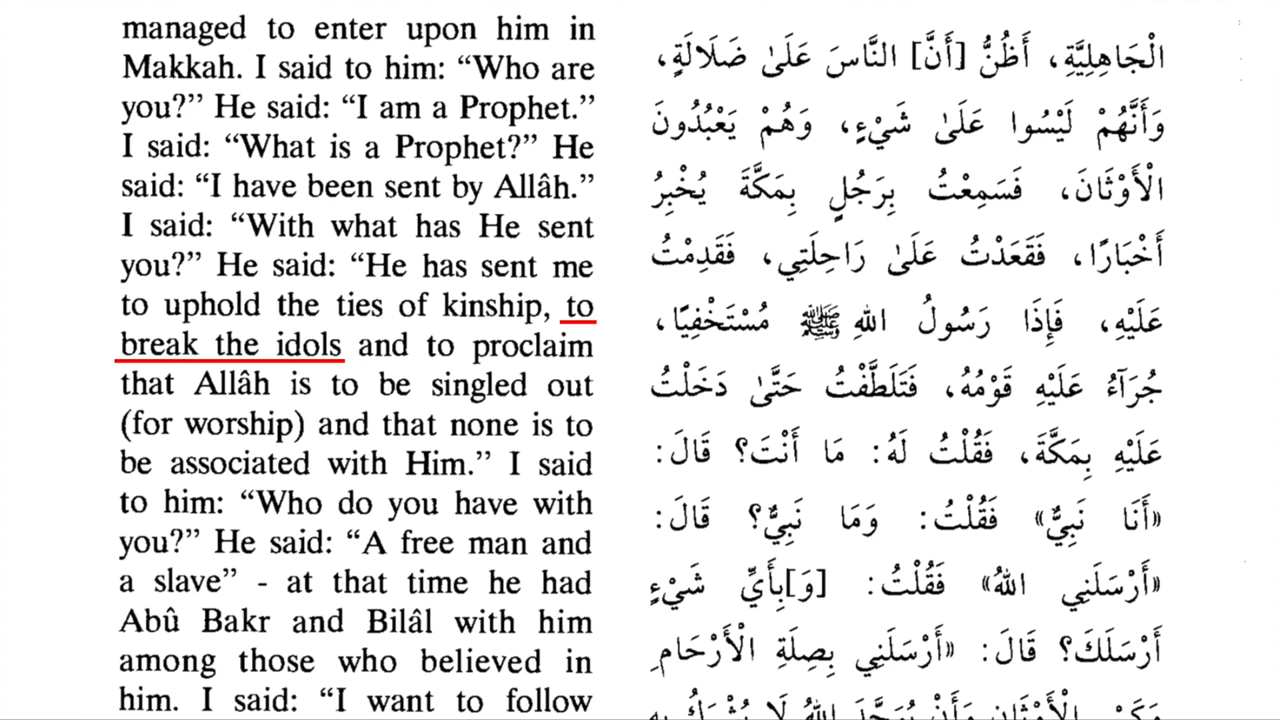 managed to enter upon him in
Makkah. I said to him: “Who are
you?” He said: “I am a Prophet.”
I said: “What is a Prophet?” He
said: “I have been sent by Allâh.”
I said: “With what has He sent
you?” He said: “He has sent me
to uphold the ties of kinship, to
break the idols and to proclaim
that Allâh is to be singled out
(for worship) and that none is to
be associated with Him.” I said
to him: “Who do you have with
you?” He said: “A free man and
a slave” - at that time he had
Abû Bakr and Bilâl with him
among those who believed in
him. I said: “I want to follow
الْجَاهِلِيَّةِ، أَظُنُّ [أَنَّ] النَّاسَ عَلَىٰ ضَلَالَةٍ،
وَأَنَّهُمْ لَيْسُوا عَلَىٰ شَيْءٍ، وَهُمْ يَعْبُدُونَ
الْأَوْثَانَ، فَسَمِعْتُ بِرَجُلٍ بِمَكَّةَ يُخْبِرُ
أَخْبَارًا، فَقَعَدْتُ عَلَىٰ رَاحِلَتِي، فَقَدِمْتُ
عَلَيْهِ، فَإِذَا رَسُولُ اللهِ ﷺ مُسْتَخْفِيًا،
جُرَآءُ عَلَيْهِ قَوْمُهُ، فَتَلَطَّفْتُ حَتَّىٰ دَخَلْتُ
عَلَيْهِ بِمَكَّةَ، فَقُلْتُ لَهُ: مَا أَنْتَ؟ قَالَ:
«أَنَا نَبِيٌّ» فَقُلْتُ: وَمَا نَبِيٌّ؟ قَالَ:
«أَرْسَلَنِي اللهُ» فَقُلْتُ: [وَ]بِأَيِّ شَيْءٍ
أَرْسَلَكَ؟ قَالَ: «أَرْسَلَنِي بِصِلَةِ الْأَرْحَامِ
وَكَسْرِ الْأَوْثَانِ وَأَنْ يُوَحَّدَ اللهُ لَا يُشْرَكُ بِهِ